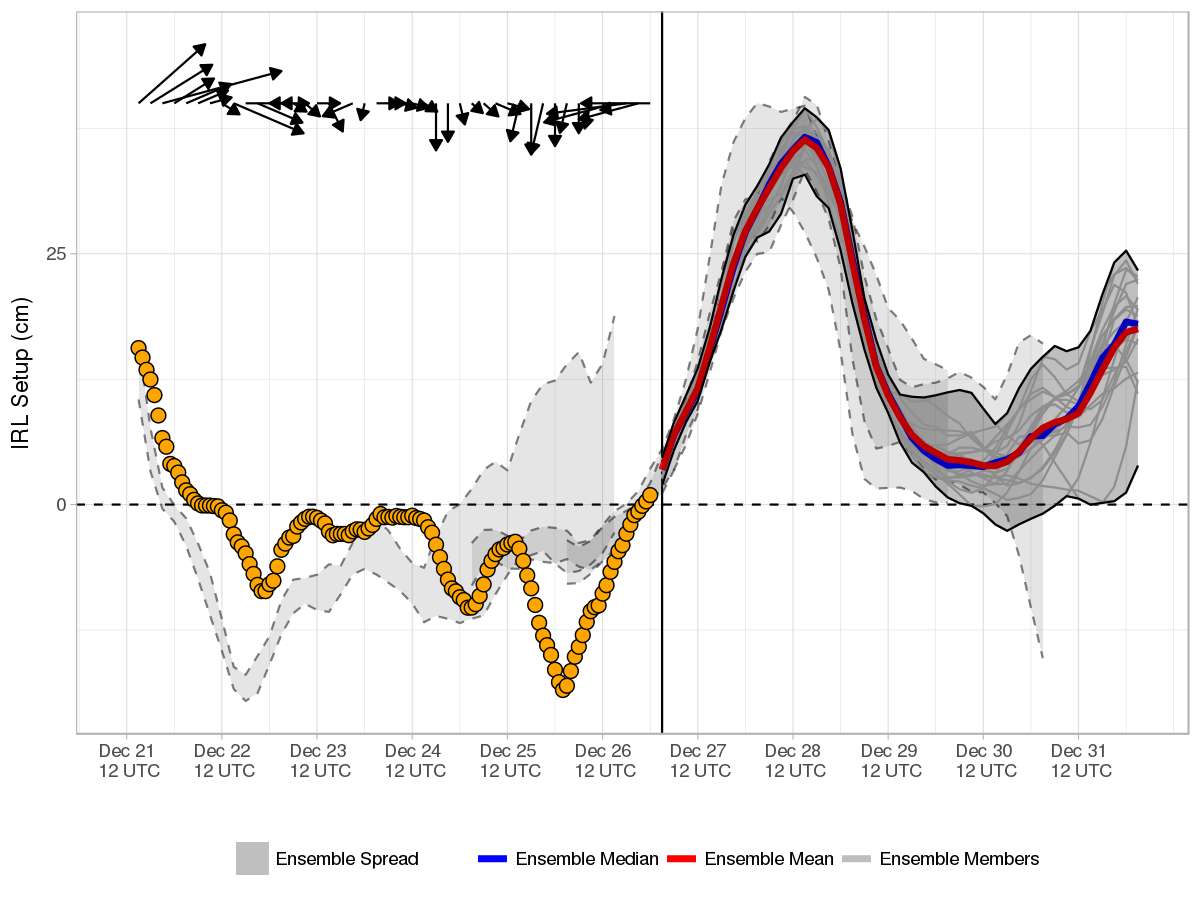 IRL Setup (cm)
25
0
Dec 21 Dec 22 Dec 23 Dec 24 Dec 25 Dec 26 Dec 27 Dec 28 Dec 29 Dec 30 Dec 31
12 UTC 12 UTC 12 UTC 12 UTC 12 UTC 12 UTC 12 UTC 12 UTC 12 UTC 12 UTC 12 UTC
Ensemble Spread Ensemble Median Ensemble Mean Ensemble Members